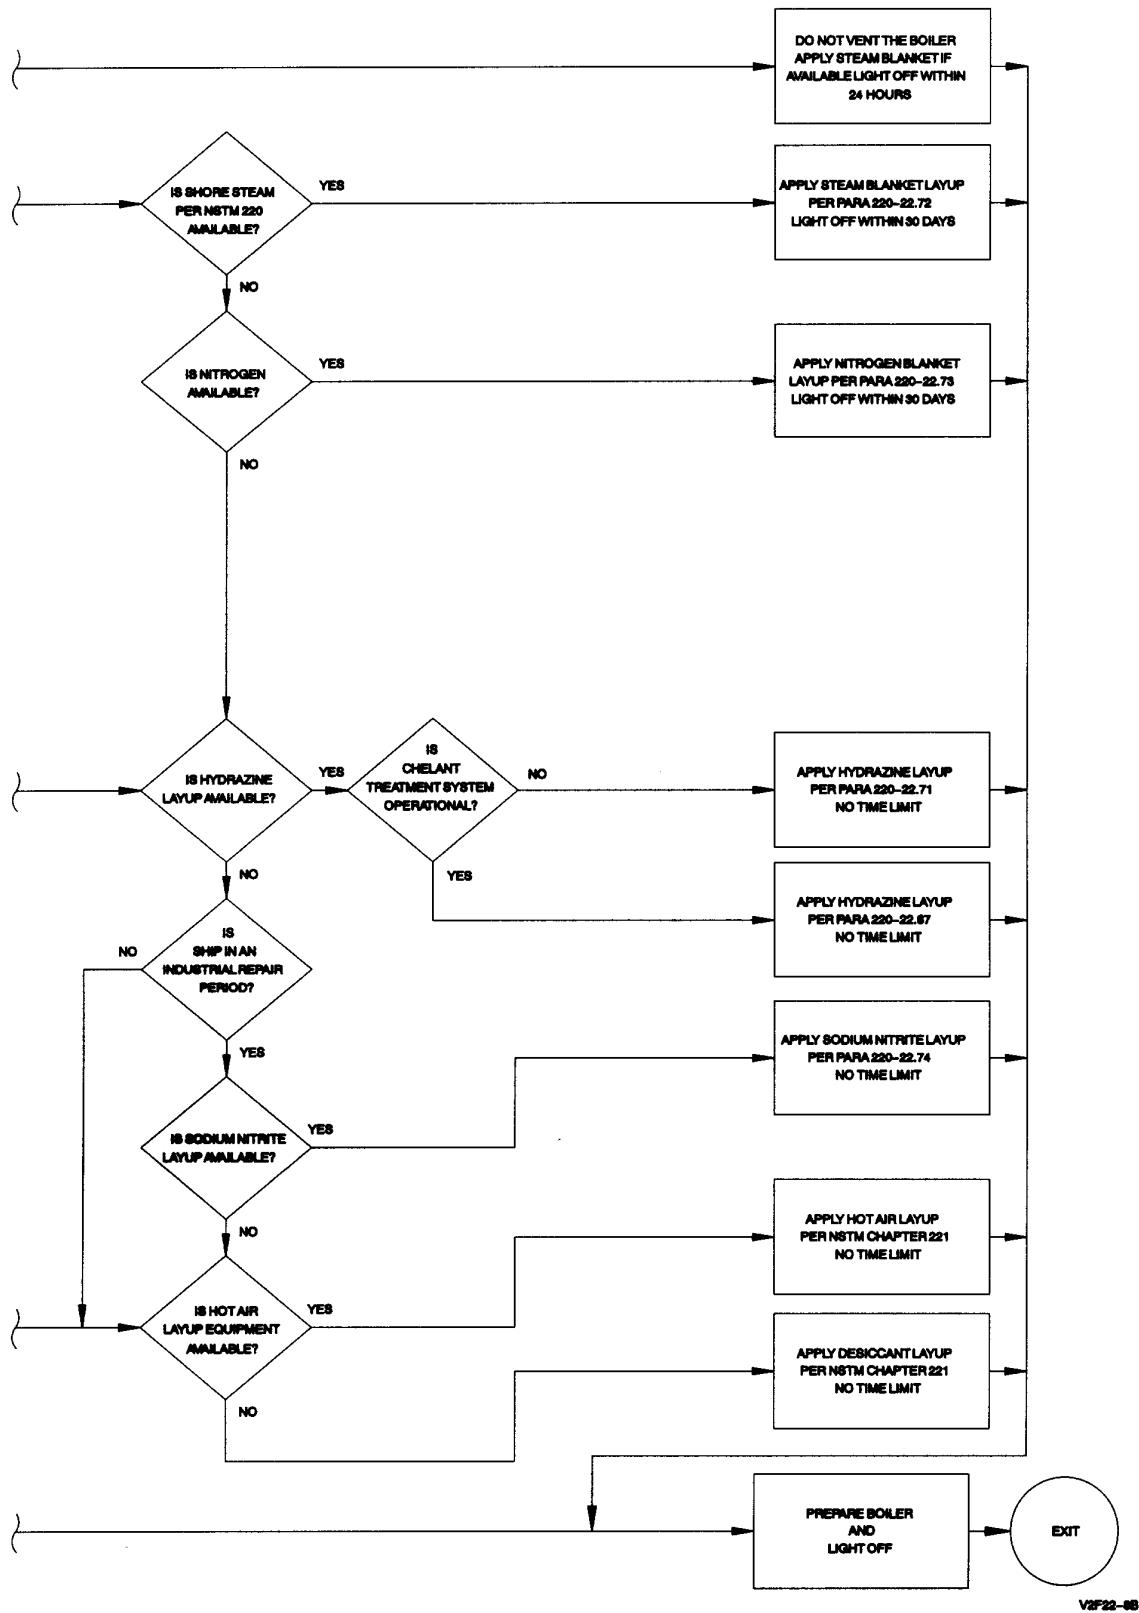 DO NOT VENT THE BOILER
APPLY STEAM BLANKET IF
AVAILABLE LIGHT OFF WITHIN
24 HOURS
IS SHORE STEAM
PER NSTM 220
AVAILABLE?
YES
APPLY STEAM BLANKET LAYUP
PER PARA 220-22.72
LIGHT OFF WITHIN 30 DAYS
NO
IS NITROGEN
AVAILABLE?
YES
APPLY NITROGEN BLANKET
LAYUP PER PARA 220-22.73
LIGHT OFF WITHIN 30 DAYS
NO
IS HYDRAZINE
LAYUP AVAILABLE?
YES
IS
CHELANT
TREATMENT SYSTEM
OPERATIONAL?
NO
APPLY HYDRAZINE LAYUP
PER PARA 220-22.71
NO TIME LIMIT
NO
YES
APPLY HYDRAZINE LAYUP
PER PARA 220-22.67
NO TIME LIMIT
NO
IS
SHIP IN AN
INDUSTRIAL REPAIR
PERIOD?
YES
APPLY SODIUM NITRITE LAYUP
PER PARA 220-22.74
NO TIME LIMIT
IS SODIUM NITRITE
LAYUP AVAILABLE?
YES
NO
APPLY HOT AIR LAYUP
PER NSTM CHAPTER 221
NO TIME LIMIT
IS HOT AIR
LAYUP EQUIPMENT
AVAILABLE?
YES
APPLY DESICCANT LAYUP
PER NSTM CHAPTER 221
NO TIME LIMIT
NO
PREPARE BOILER
AND
LIGHT OFF
EXIT
V2F22-8B